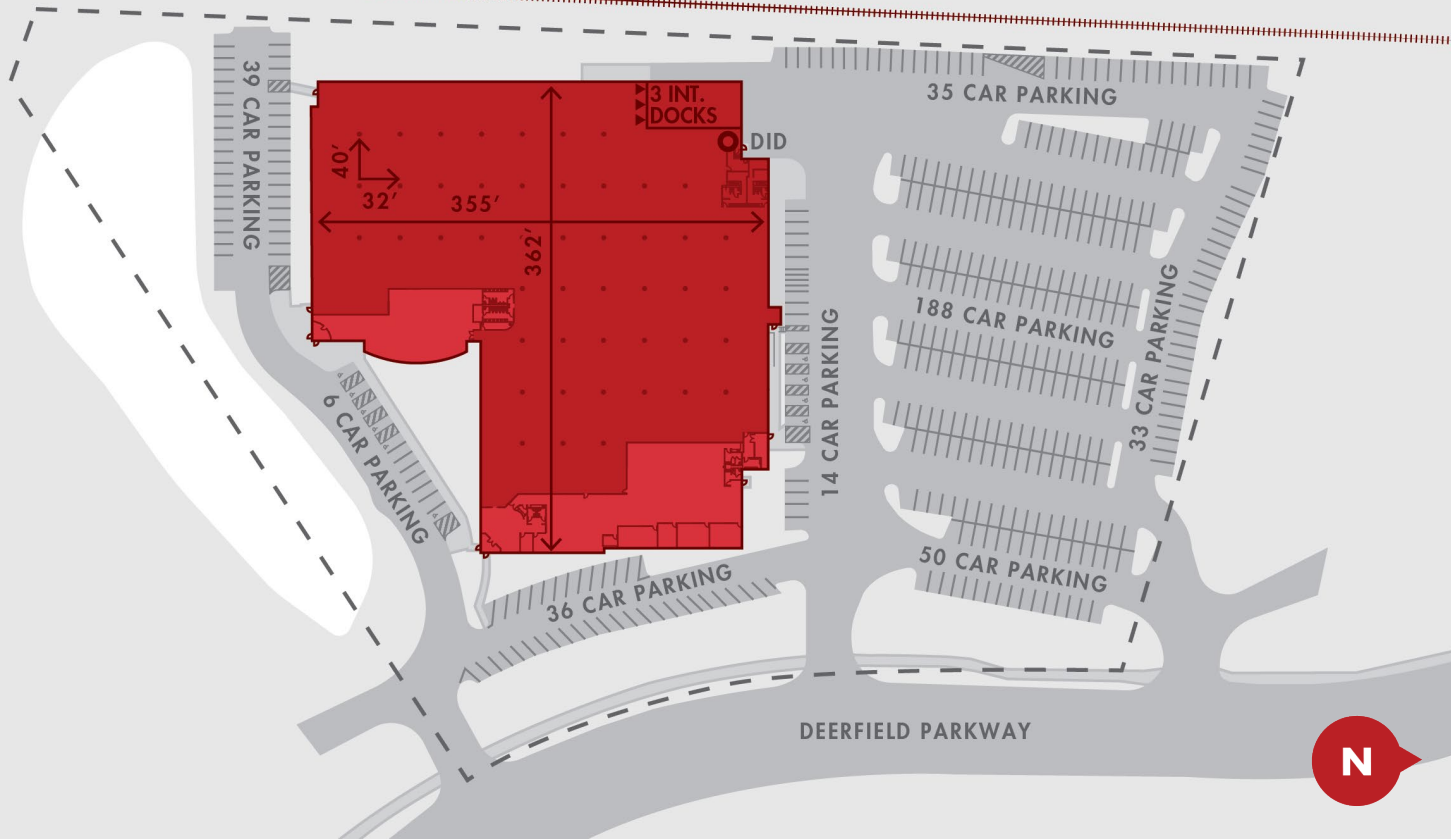 39 CAR PARKING
3 INT.
DOCKS
DID
35 CAR PARKING
40′
32′
355′
362′
188 CAR PARKING
33 CAR PARKING
14 CAR PARKING
6 CAR PARKING
36 CAR PARKING
50 CAR PARKING
DEERFIELD PARKWAY
N